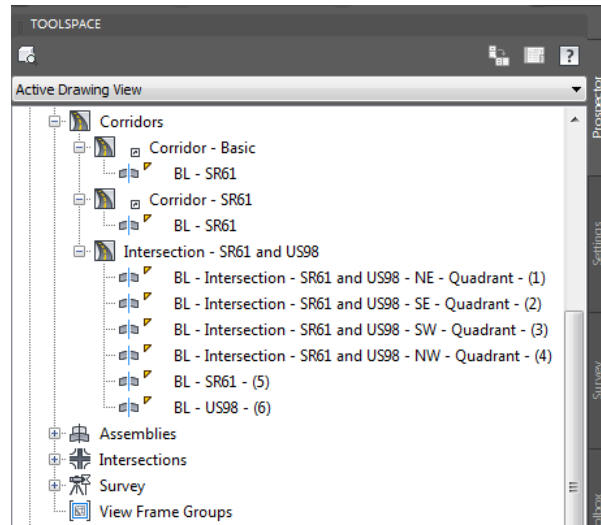 TOOLSPACE
?
Active Drawing View
Corridors
Corridor - Basic
BL - SR61
Corridor - SR61
BL - SR61
Intersection - SR61 and US98
BL - Intersection - SR61 and US98 - NE - Quadrant - (1)
BL - Intersection - SR61 and US98 - SE - Quadrant - (2)
BL - Intersection - SR61 and US98 - SW - Quadrant - (3)
BL - Intersection - SR61 and US98 - NW - Quadrant - (4)
BL - SR61 - (5)
BL - US98 - (6)
Assemblies
Intersections
Survey
View Frame Groups
Prospector
Settings
Survey